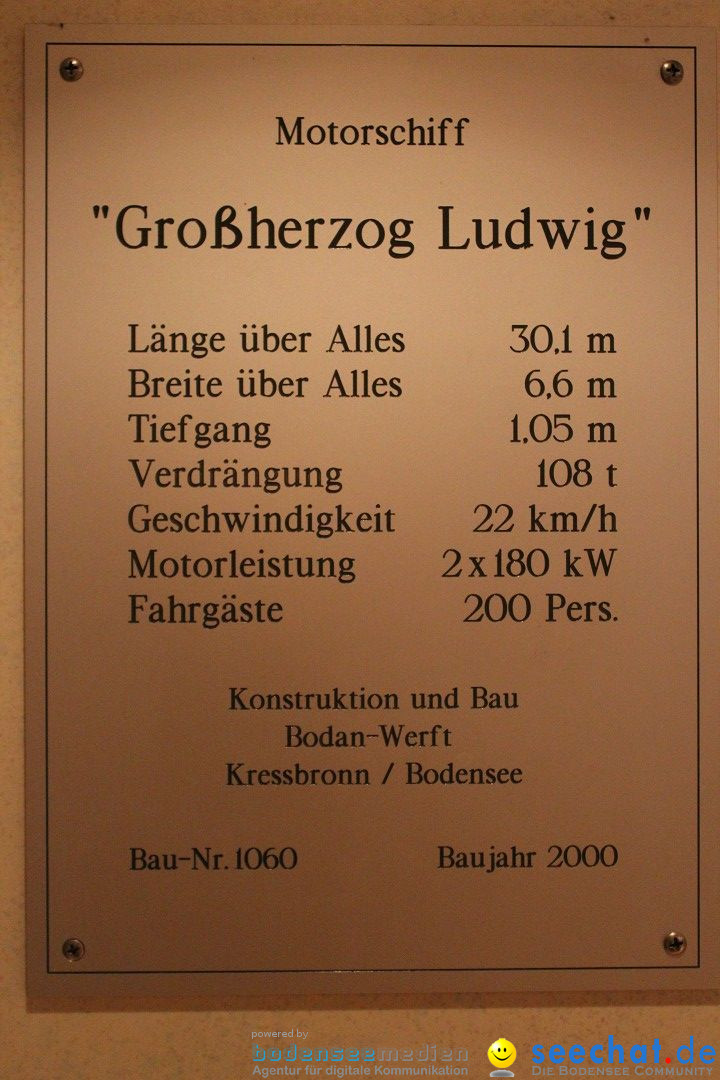 Motorschiff
"Großherzog Ludwig"
Länge über Alles 30,1 m
Breite über Alles 6,6 m
Tiefgang 1,05 m
Verdrängung 108 t
Geschwindigkeit 22 km/h
Motorleistung 2 x 180 kW
Fahrgäste 200 Pers.
Konstruktion und Bau
Bodan-Werft
Kressbronn / Bodensee
Bau-Nr. 1060 Baujahr 2000
powered by
bodenseemedien
Agentur für digitale Kommunikation
seechat.de
Die Bodensee Community